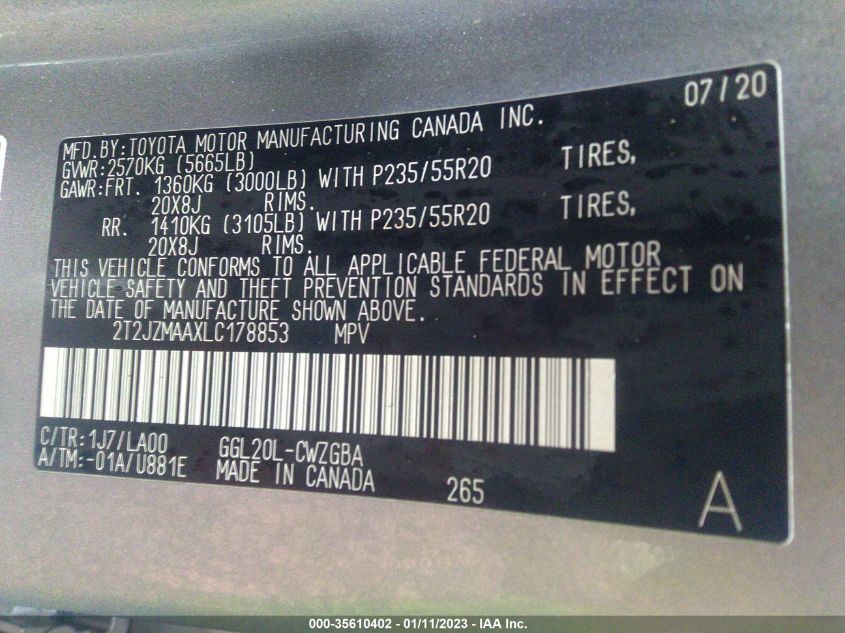 07/20
MFD.BY:TOYOTA MOTOR MANUFACTURING CANADA INC.
GVWR:2570KG (5665LB)
GAWR:FRT. 1360KG (3000LB) WITH P235/55R20 TIRES,
20X8J RIMS.
RR. 1410KG (3105LB) WITH P235/55R20 TIRES,
20X8J RIMS.
THIS VEHICLE CONFORMS TO ALL APPLICABLE FEDERAL MOTOR
VEHICLE SAFETY AND THEFT PREVENTION STANDARDS IN EFFECT ON
THE DATE OF MANUFACTURE SHOWN ABOVE.
2T2JZMAAXLC178853 MPV
C/TR:1J7/LA00 GGL20L-CWZGBA
A/TM:-01A/U881E MADE IN CANADA 265
A
000-35610402 - 01/11/2023 - IAA Inc.